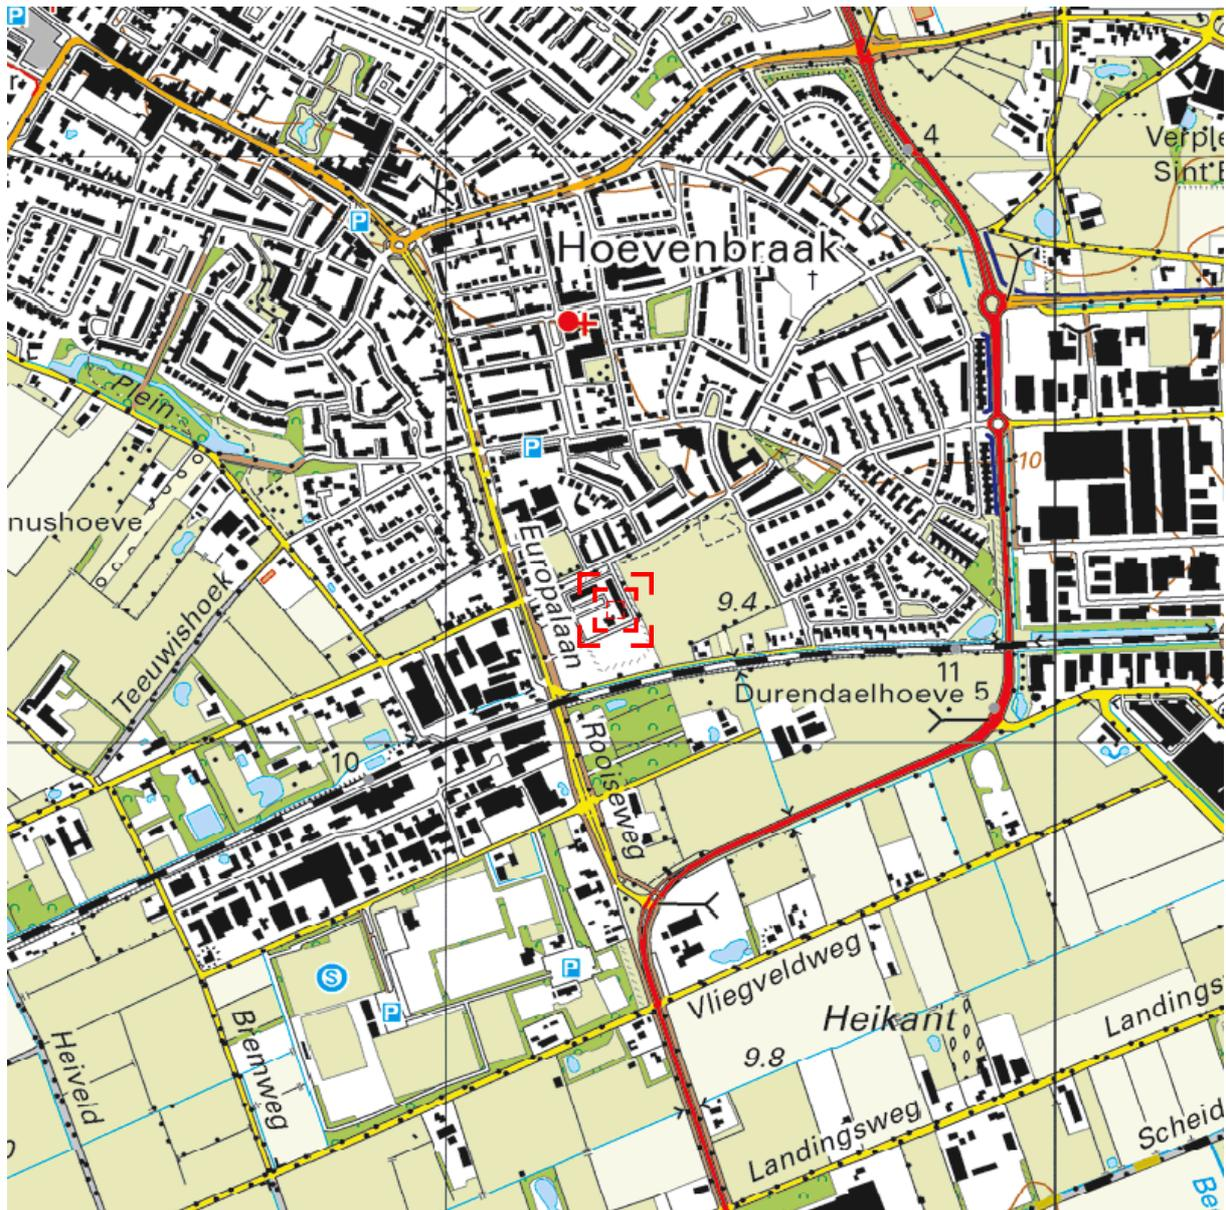 P
4
Verple
Sint E
P
Hoevenbraak
Plein
P
10
nushoeve
Europalaan
9.4
Teeuwishoek
11
Durendaelhoeve 5
10
Rooiseweg
S
P
P
Vliegveldweg
Heikant
Landings
Bremweg
Heiveld
9.8
Landingsweg
Scheid
Be